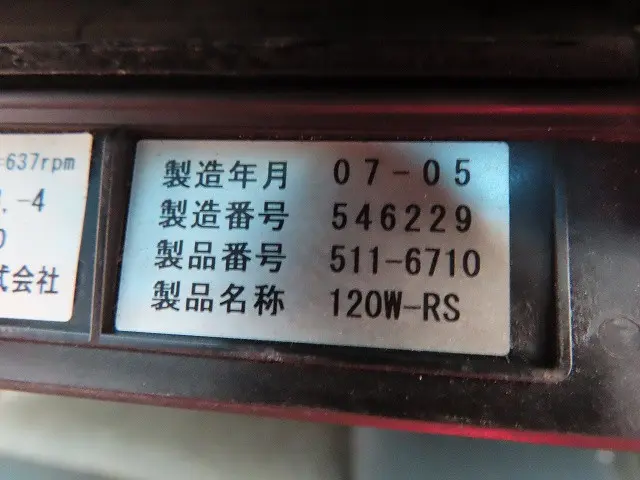 =637rpm
-4
式会社
製造年月 07-05
製造番号 546229
製品番号 511-6710
製品名称 120W-RS